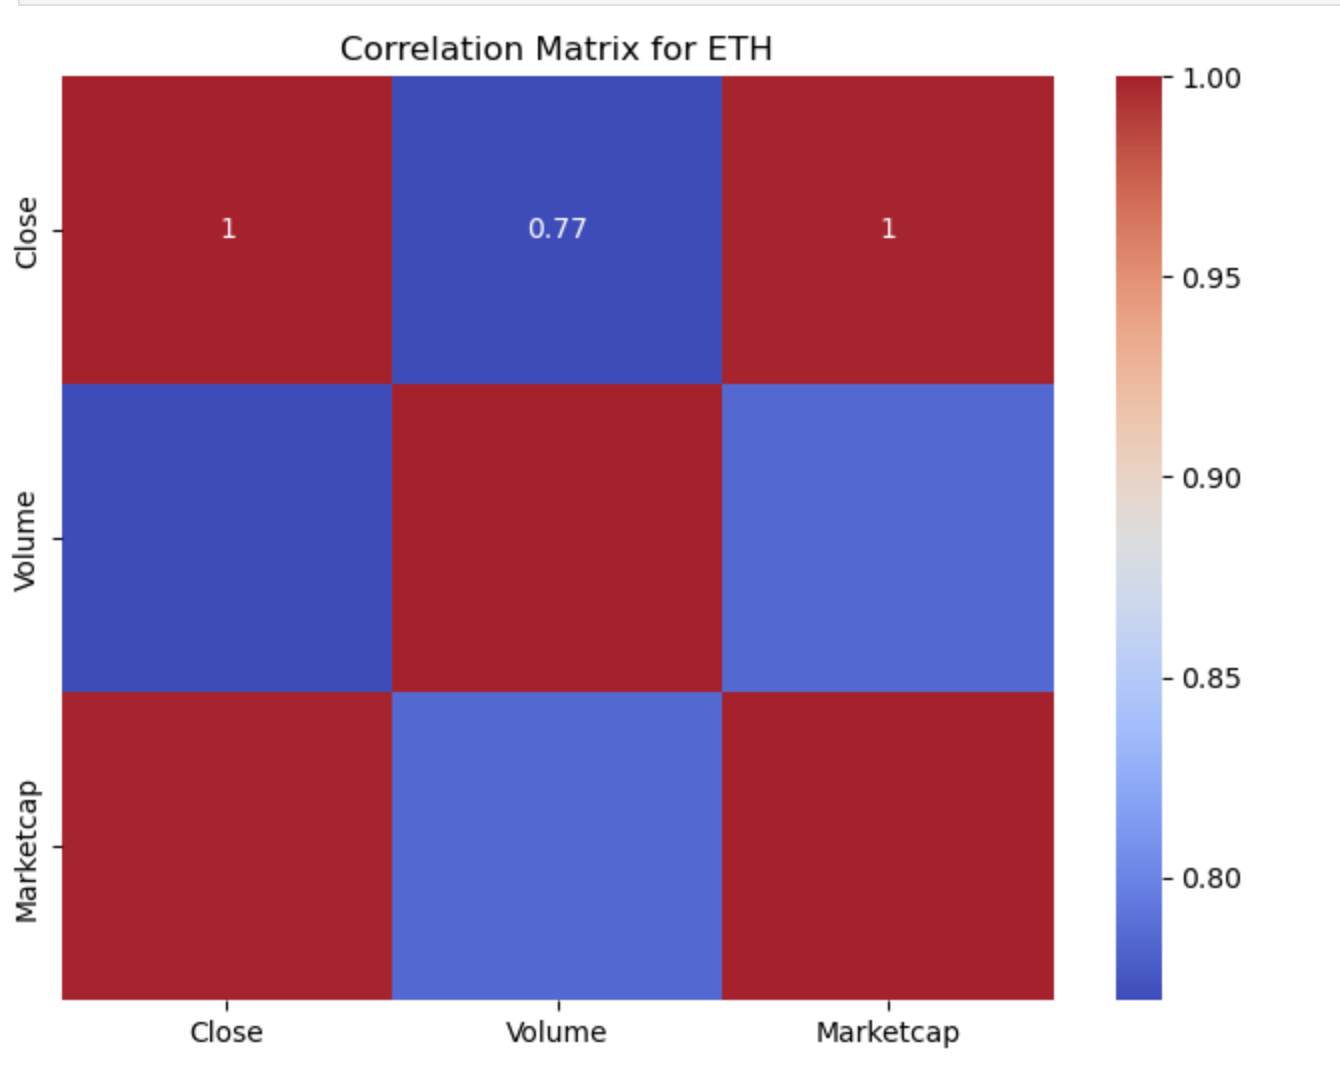 Correlation Matrix for ETH
Close
1
0.77
1
Volume
Marketcap
Close
Volume
Marketcap
1.00
0.95
0.90
0.85
0.80